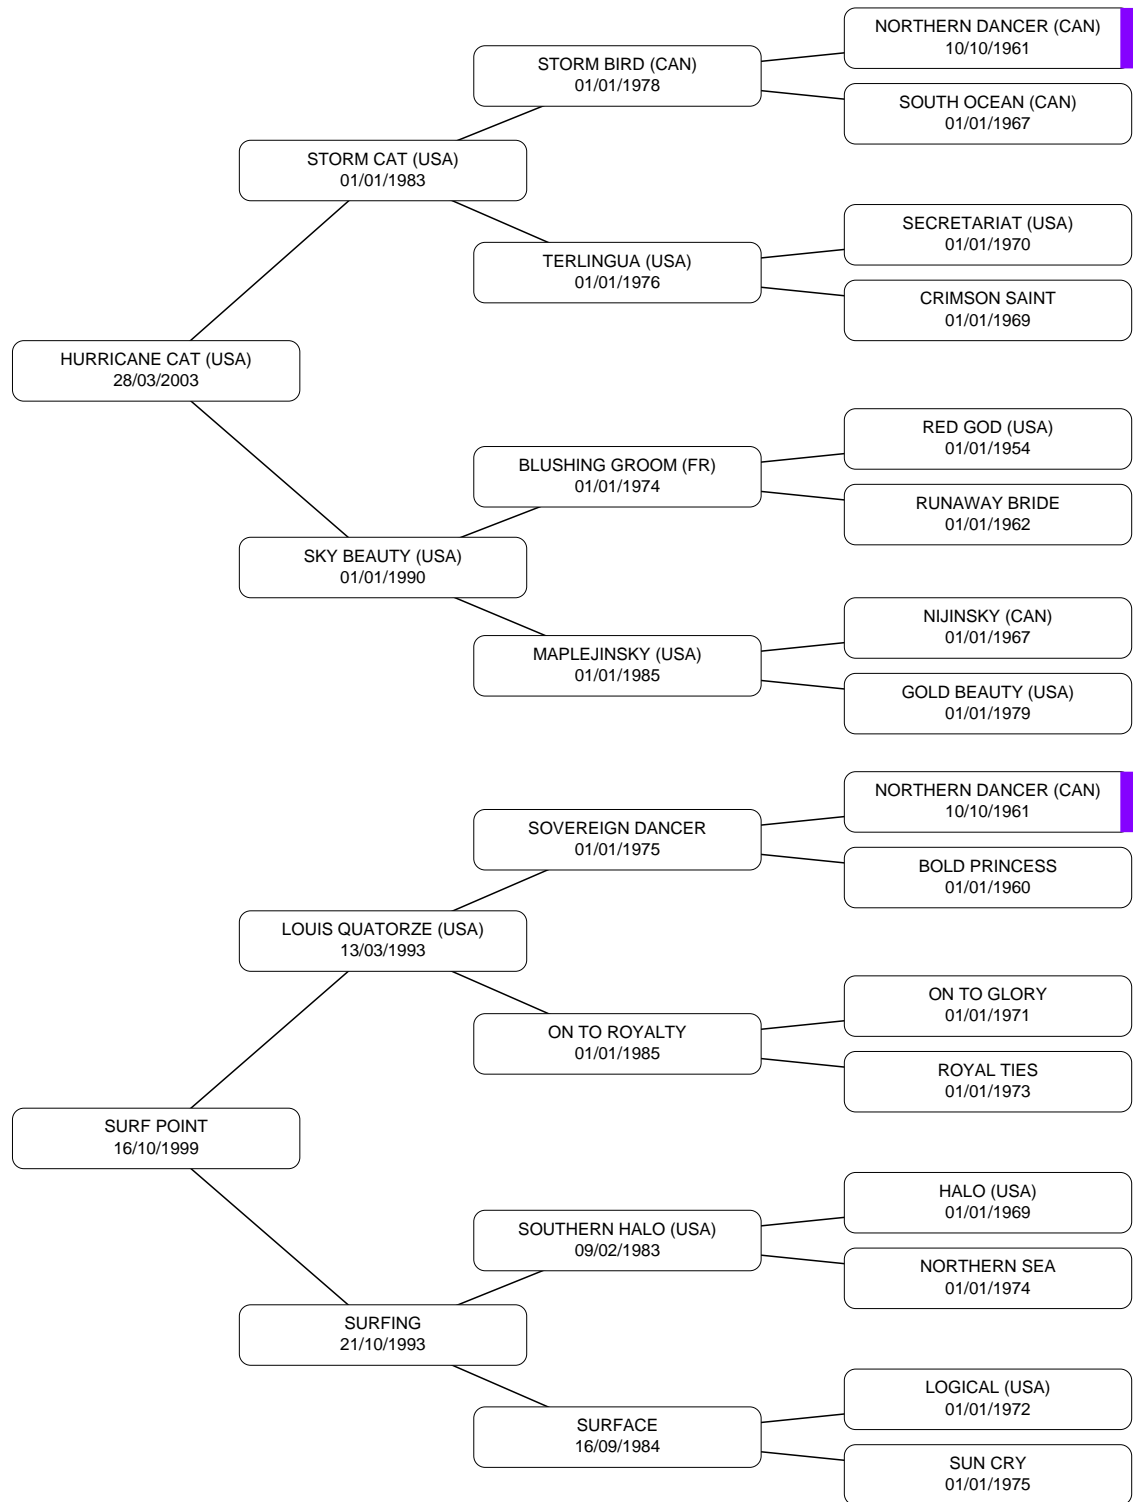 NORTHERN DANCER (CAN)
10/10/1961
STORM BIRD (CAN)
01/01/1978
SOUTH OCEAN (CAN)
01/01/1967
STORM CAT (USA)
01/01/1983
SECRETARIAT (USA)
01/01/1970
TERLINGUA (USA)
01/01/1976
CRIMSON SAINT
01/01/1969
HURRICANE CAT (USA)
28/03/2003
RED GOD (USA)
01/01/1954
BLUSHING GROOM (FR)
01/01/1974
RUNAWAY BRIDE
01/01/1962
SKY BEAUTY (USA)
01/01/1990
NIJINSKY (CAN)
01/01/1967
MAPLEJINSKY (USA)
01/01/1985
GOLD BEAUTY (USA)
01/01/1979
NORTHERN DANCER (CAN)
10/10/1961
SOVEREIGN DANCER
01/01/1975
BOLD PRINCESS
01/01/1960
LOUIS QUATORZE (USA)
13/03/1993
ON TO GLORY
01/01/1971
ON TO ROYALTY
01/01/1985
ROYAL TIES
01/01/1973
SURF POINT
16/10/1999
HALO (USA)
01/01/1969
SOUTHERN HALO (USA)
09/02/1983
NORTHERN SEA
01/01/1974
SURFING
21/10/1993
LOGICAL (USA)
01/01/1972
SURFACE
16/09/1984
SUN CRY
01/01/1975